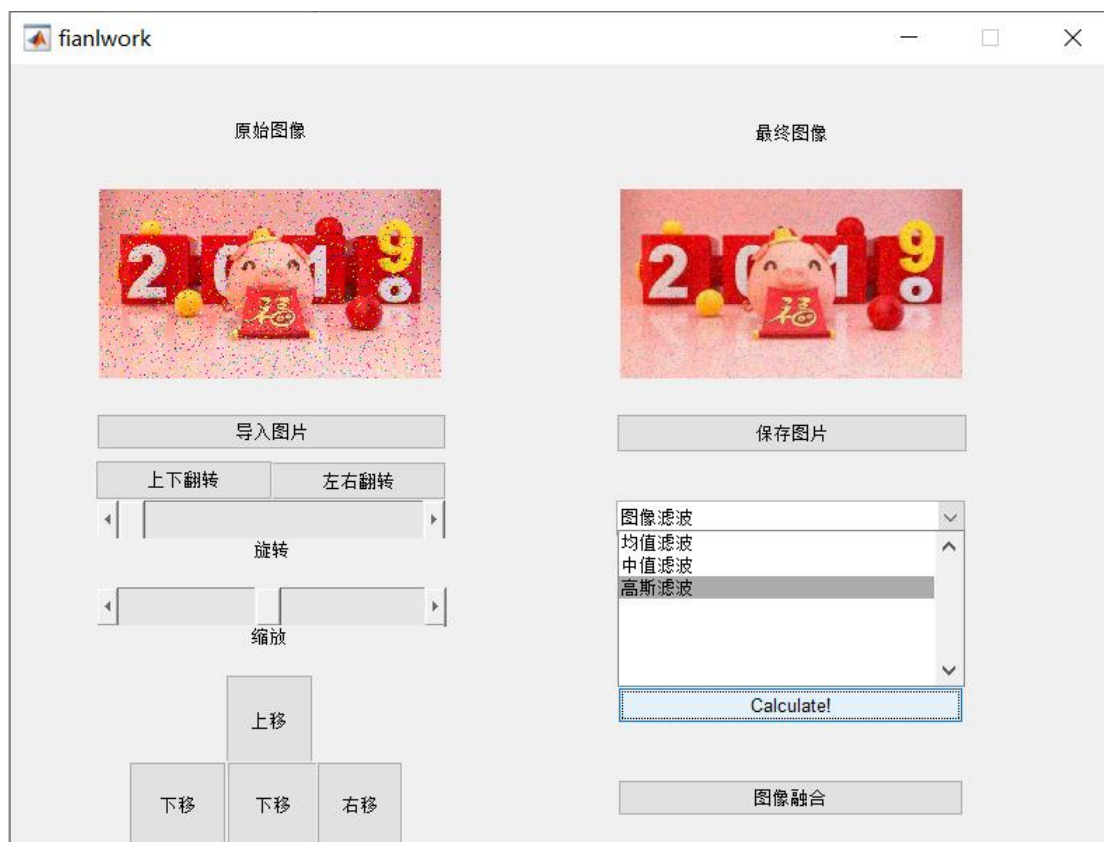 fianlwork
原始图像
最终图像
2019
福
2019
福
导入图片
保存图片
上下翻转 左右翻转
旋转
图像滤波
均值滤波
中值滤波
高斯滤波
缩放
Calculate!
上移
下移 下移 右移
图像融合